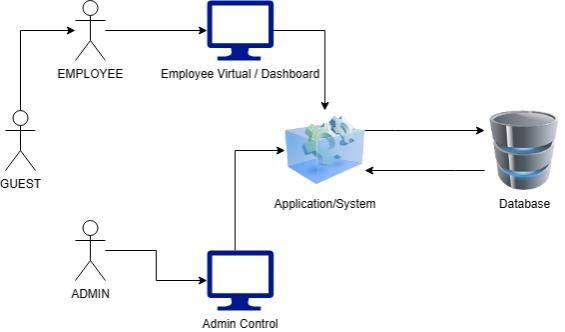 EMPLOYEE
Employee Virtual / Dashboard
GUEST
Application/System
Database
ADMIN
Admin Control